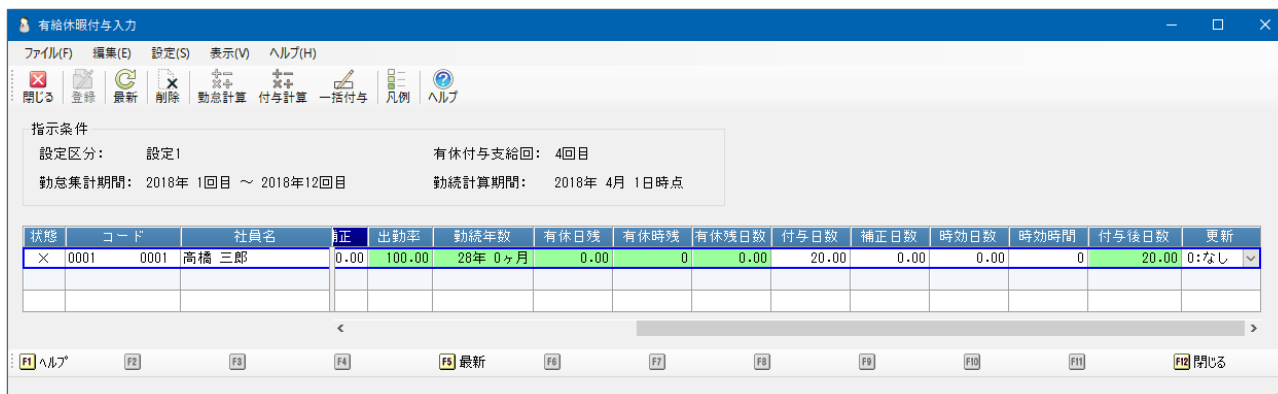 有給休暇付与入力
ファイル(F) 編集(E) 設定(S) 表示(V) ヘルプ(H)
閉じる 登録 最新 削除 勤怠計算 付与計算 一括付与 凡例 ヘルプ
指示条件
設定区分: 設定1 有休付与支給回: 4回目
勤怠集計期間: 2018年 1回目 ~ 2018年12回目 勤続計算期間: 2018年 4月 1日時点
状態 コード 社員名 補正 出勤率 勤続年数 有休日残 有休時残 有休残日数 付与日数 補正日数 時効日数 時効時間 付与後日数 更新
× 0001 0001 高橋 三郎 0.00 100.00 28年 0ヶ月 0.00 0 0.00 20.00 0.00 0.00 0 20.00 0:なし
F1 ヘルプ F2 F3 F4 F5 最新 F6 F7 F8 F9 F10 F11 F12 閉じる